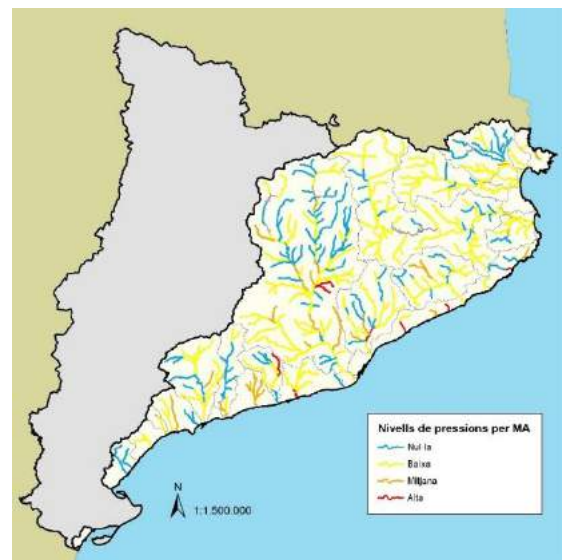 Nivells de pressions per MA
Nul·la
Baixa
Mitjana
Alta
N
1:1.500.000